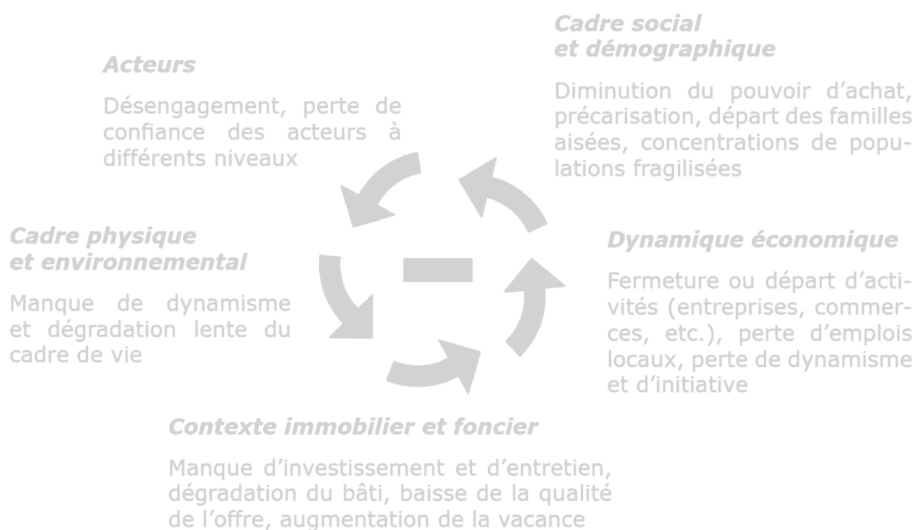 Acteurs
Désengagement, perte de
confiance des acteurs à
différents niveaux
Cadre social
et démographique
Diminution du pouvoir d’achat,
précarisation, départ des familles
aisées, concentrations de popu-
lations fragilisées
Cadre physique
et environnemental
Manque de dynamisme
et dégradation lente du
cadre de vie
Dynamique économique
Fermeture ou départ d’acti-
vités (entreprises, commer-
ces, etc.), perte d’emplois
locaux, perte de dynamisme
et d’initiative
Contexte immobilier et foncier
Manque d’investissement et d’entretien,
dégradation du bâti, baisse de la qualité
de l’offre, augmentation de la vacance